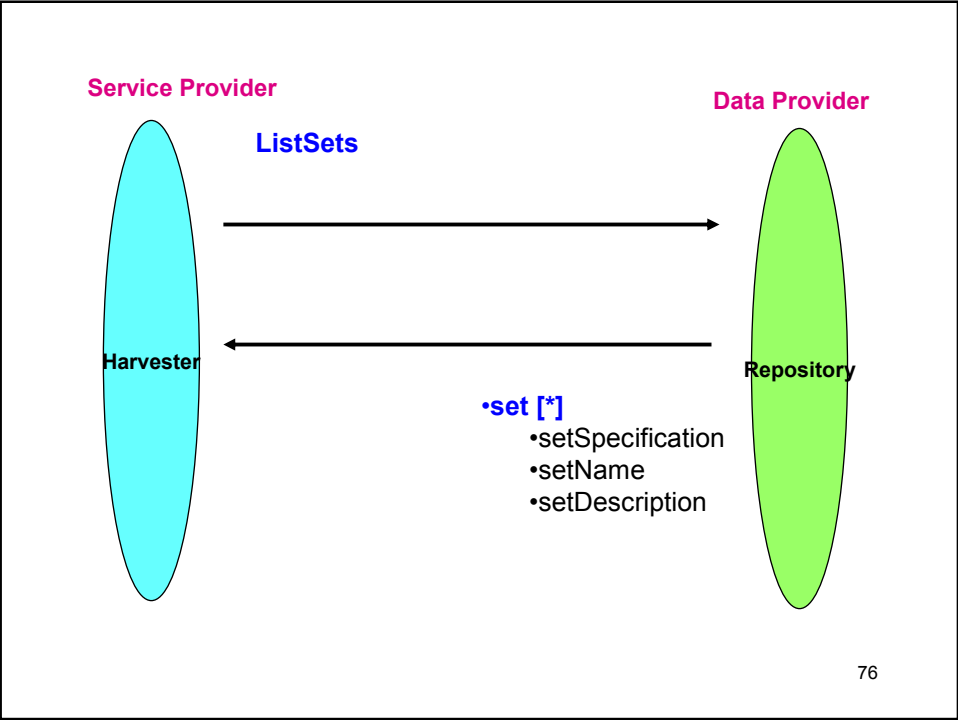 Service Provider
Data Provider
ListSets
Harvester
Repository
•set [*]
•setSpecification
•setName
•setDescription
76